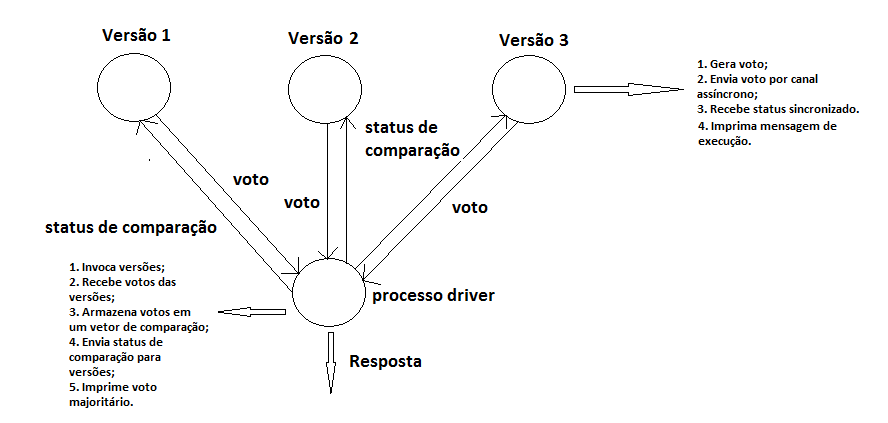 Versão 1
Versão 2
Versão 3
1. Gera voto;
2. Envia voto por canal
assíncrono;
3. Recebe status sincronizado.
4. Imprima mensagem de
execução.
status de
comparação
voto
voto
voto
status de comparação
1. Invoca versões;
2. Recebe votos das
versões;
3. Armazena votos em
um vetor de comparação;
4. Envia status de
comparação para
versões;
5. Imprime voto
majoritário.
processo driver
Resposta